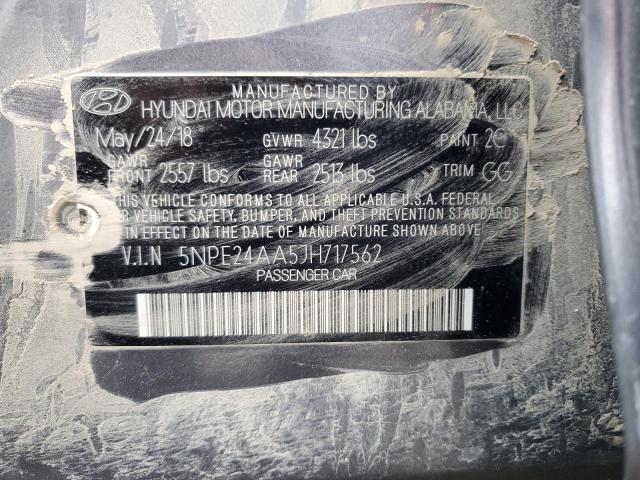 MANUFACTURED BY
HYUNDAI MOTOR MANUFACTURING ALABAMA, LLC
May/24/18 GVWR 4321 lbs PAINT 2C
GAWR FRONT 2557 lbs GAWR REAR 2513 lbs TRIM GG
THIS VEHICLE CONFORMS TO ALL APPLICABLE U.S.A. FEDERAL
MOTOR VEHICLE SAFETY, BUMPER, AND THEFT PREVENTION STANDARDS
IN EFFECT ON THE DATE OF MANUFACTURE SHOWN ABOVE
V.I.N 5NPE24AA5JH717562
PASSENGER CAR